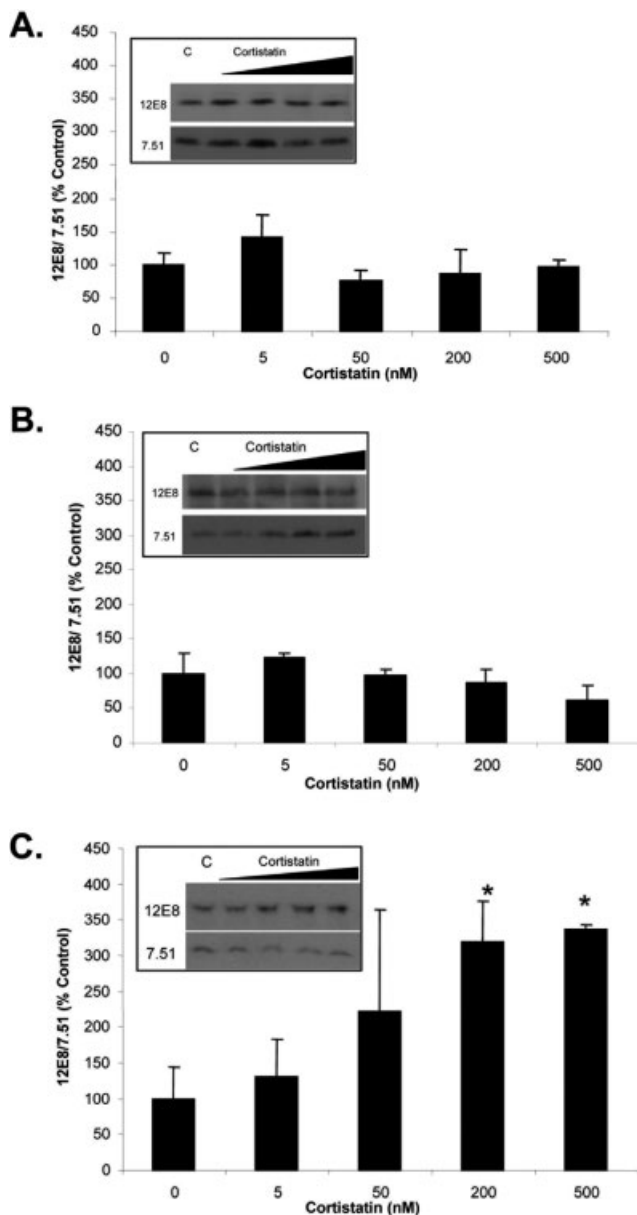 A.
450
400
350
300
250
200
150
100
50
0
12E8/ 7.51 (% Control)
C Cortistatin
12E8
7.51
0 5 50 200 500
Cortistatin (nM)
B.
450
400
350
300
250
200
150
100
50
0
12E8/ 7.51 (% Control)
C Cortistatin
12E8
7.51
0 5 50 200 500
Cortistatin (nM)
C.
450
400
350
300
250
200
150
100
50
0
12E8/7.51 (% Control)
C Cortistatin
12E8
7.51
* *
0 5 50 200 500
Cortistatin (nM)